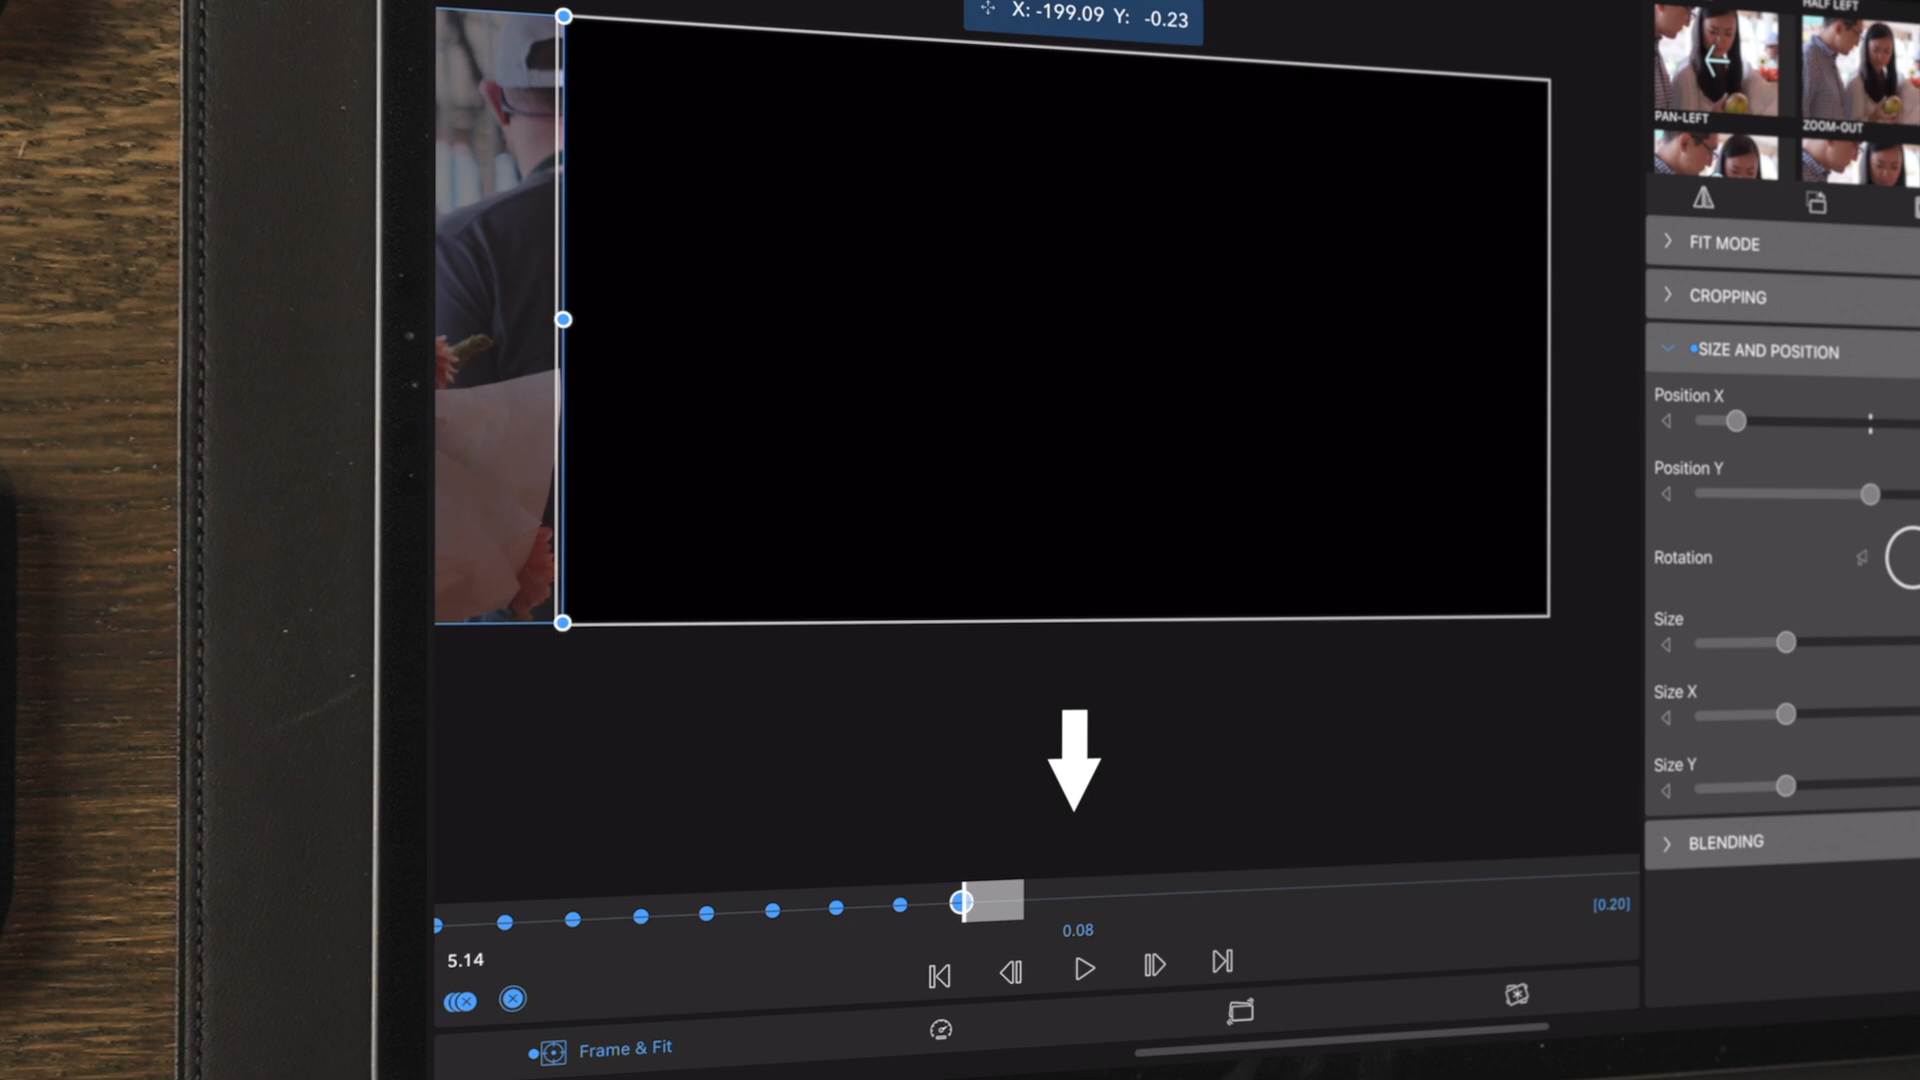 X: -199.09 Y: -0.23
HALF LEFT
PAN-LEFT
ZOOM-OUT
FIT MODE
CROPPING
SIZE AND POSITION
Position X
Position Y
Rotation
Size
Size X
Size Y
BLENDING
[0.20]
0.08
5.14
Frame & Fit